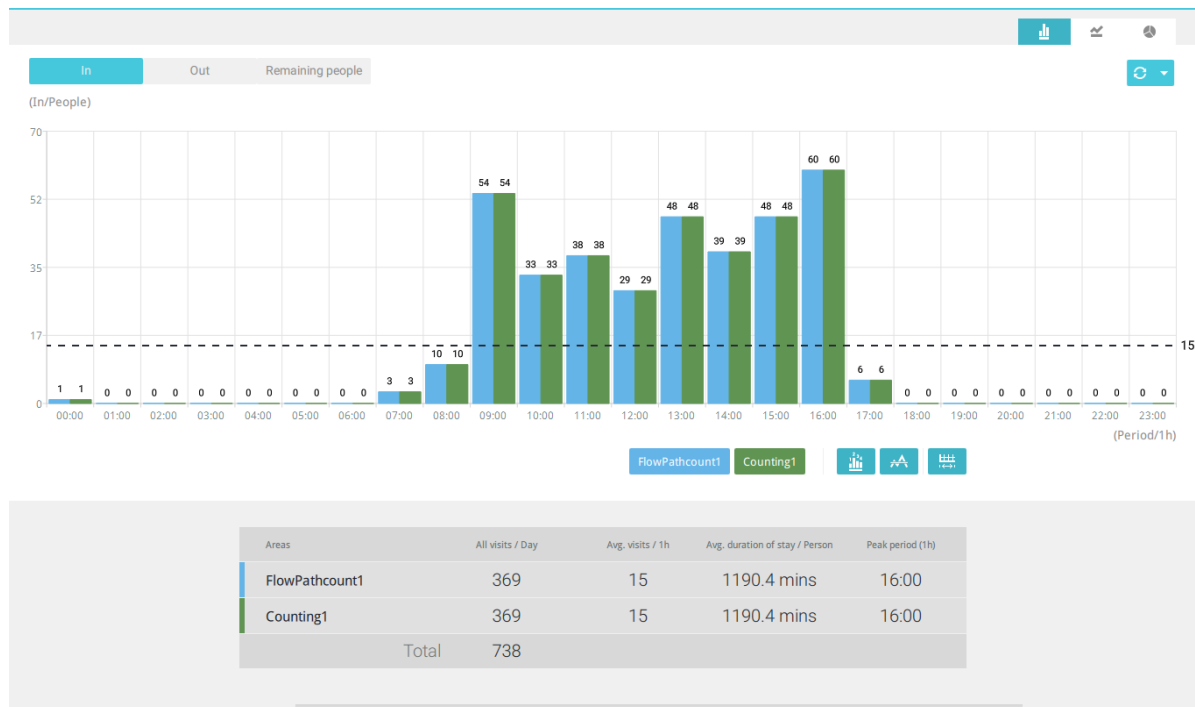 In Out Remaining people
(In/People)
70
60 60
54 54
52
48 48 48 48
39 39
38 38
35
33 33
29 29
17
15
10 10
6 6
3 3
1 1 0 0 0 0 0 0 0 0 0 0 0 0 0 0 0 0 0 0 0 0 0 0 0 0
0
00:00 01:00 02:00 03:00 04:00 05:00 06:00 07:00 08:00 09:00 10:00 11:00 12:00 13:00 14:00 15:00 16:00 17:00 18:00 19:00 20:00 21:00 22:00 23:00
(Period/1h)
FlowPathcount1 Counting1
Areas All visits / Day Avg. visits / 1h Avg. duration of stay / Person Peak period (1h)
FlowPathcount1 369 15 1190.4 mins 16:00
Counting1 369 15 1190.4 mins 16:00
Total 738